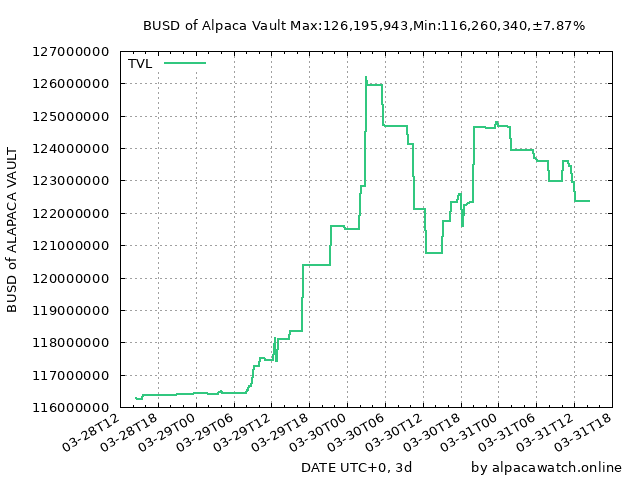 BUSD of Alpaca Vault Max:126,195,943,Min:116,260,340,±7.87%
TVL
127000000
126000000
125000000
124000000
123000000
122000000
121000000
120000000
119000000
118000000
117000000
116000000
BUSD of ALAPACA VAULT
03-28T12
03-28T18
03-29T00
03-29T06
03-29T12
03-29T18
03-30T00
03-30T06
03-30T12
03-30T18
03-31T00
03-31T06
03-31T12
03-31T18
DATE UTC+0, 3d
by alpacawatch.online